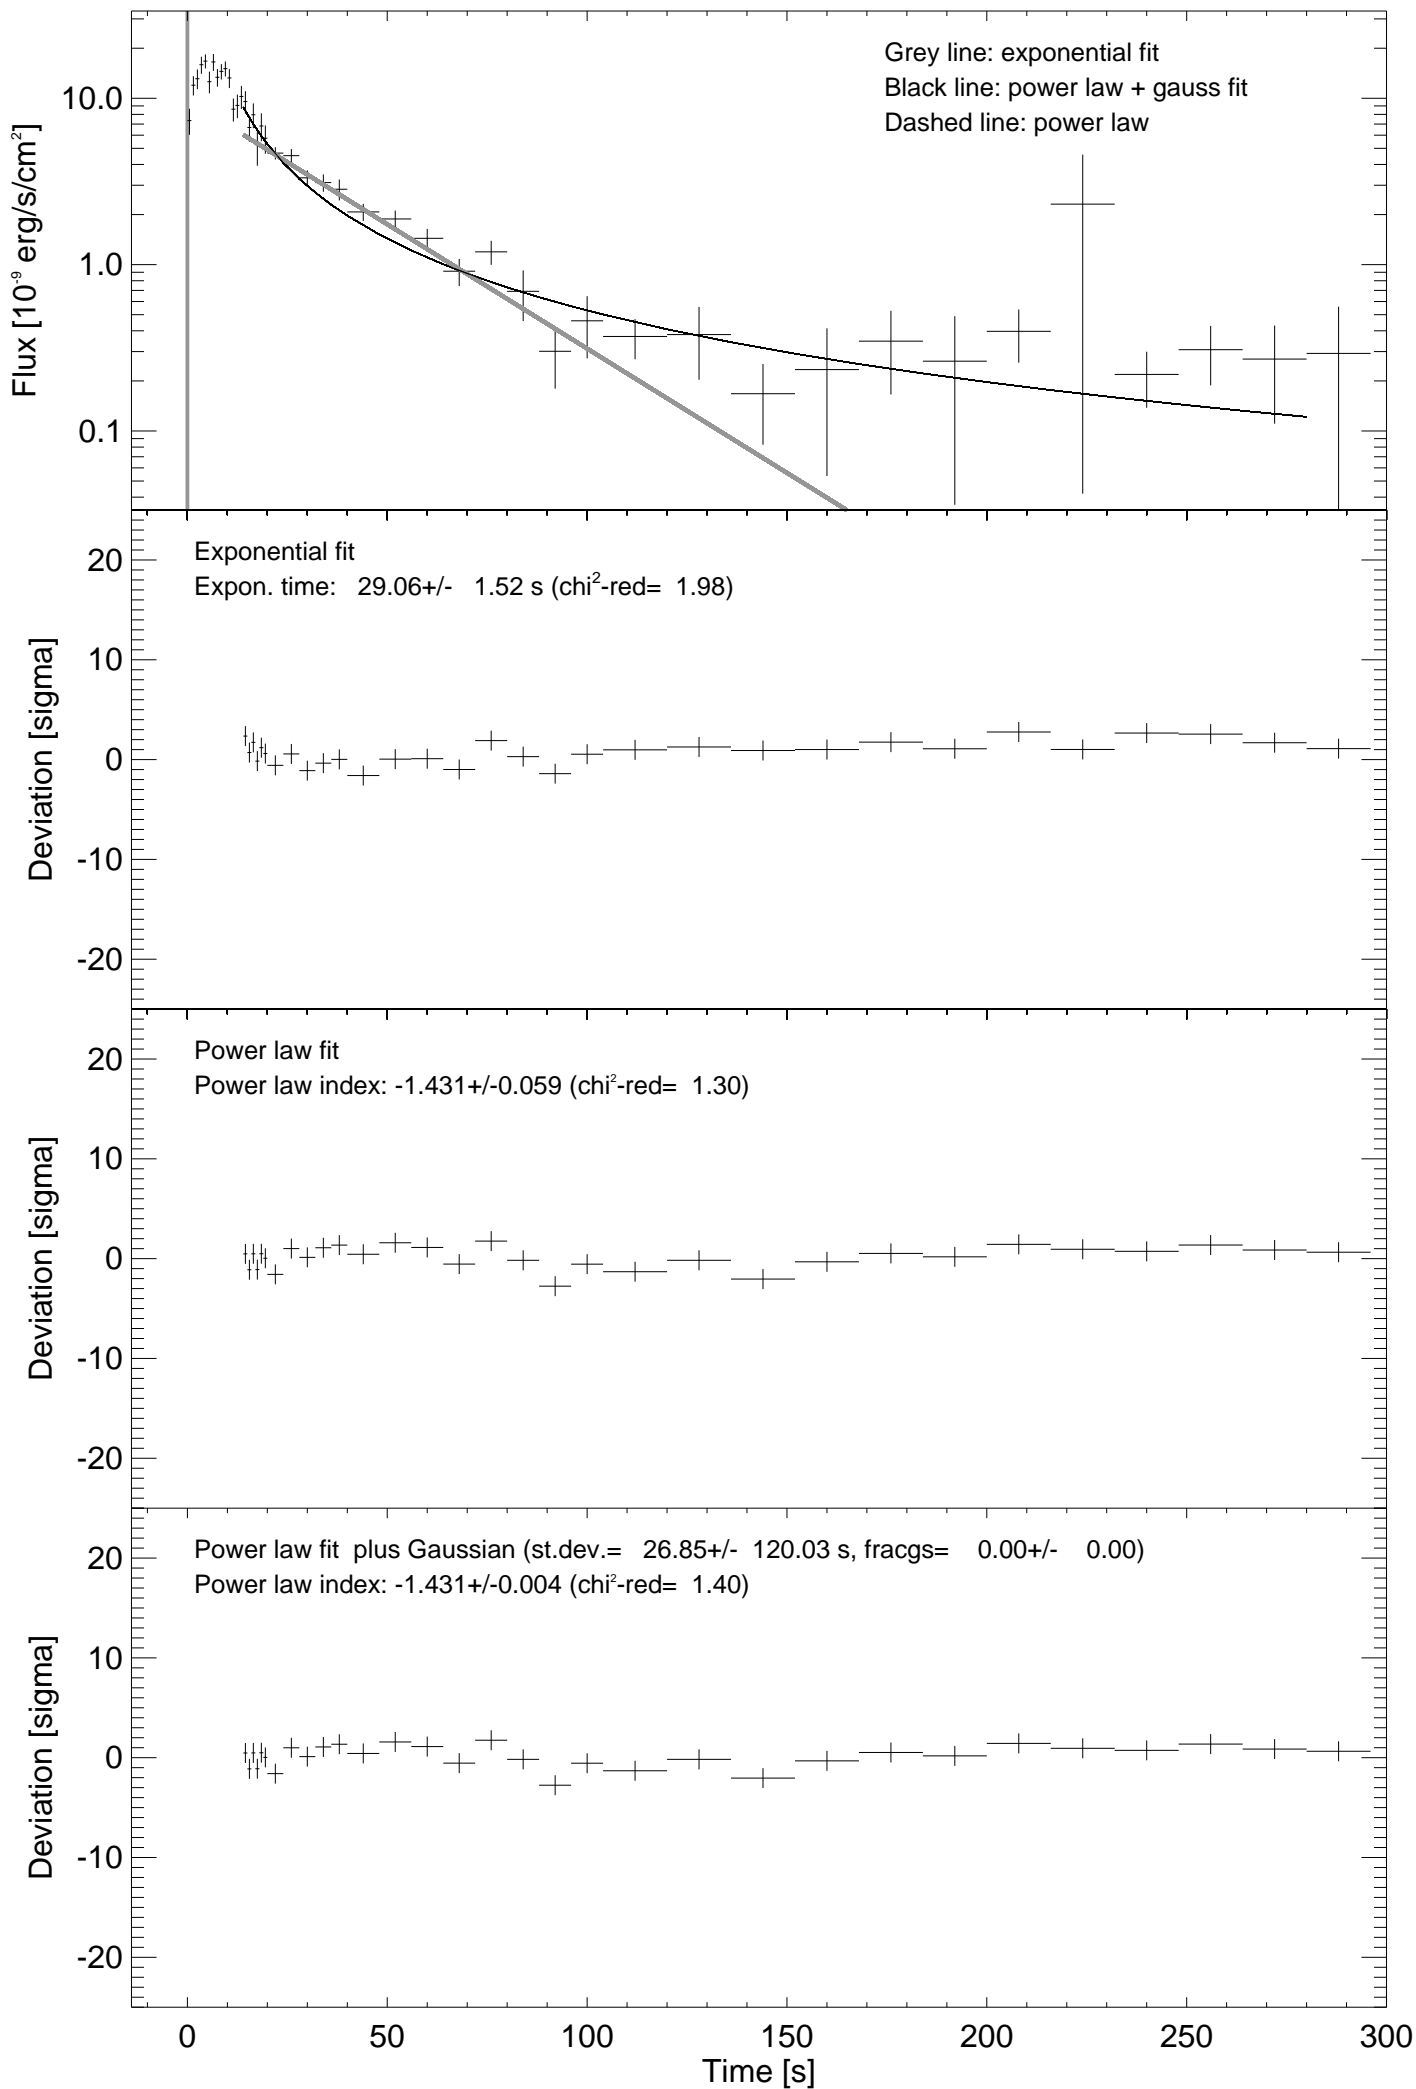 Grey line: exponential fit
Black line: power law + gauss fit
Dashed line: power law
10.0
1.0
0.1
Flux [10⁻⁹ erg/s/cm²]
Exponential fit
Expon. time: 29.06+/- 1.52 s (chi²-red= 1.98)
20
10
0
-10
-20
Deviation [sigma]
Power law fit
Power law index: -1.431+/-0.059 (chi²-red= 1.30)
20
10
0
-10
-20
Deviation [sigma]
Power law fit plus Gaussian (st.dev.= 26.85+/- 120.03 s, fracgs= 0.00+/- 0.00)
Power law index: -1.431+/-0.004 (chi²-red= 1.40)
20
10
0
-10
-20
Deviation [sigma]
0 50 100 150 200 250 300
Time [s]